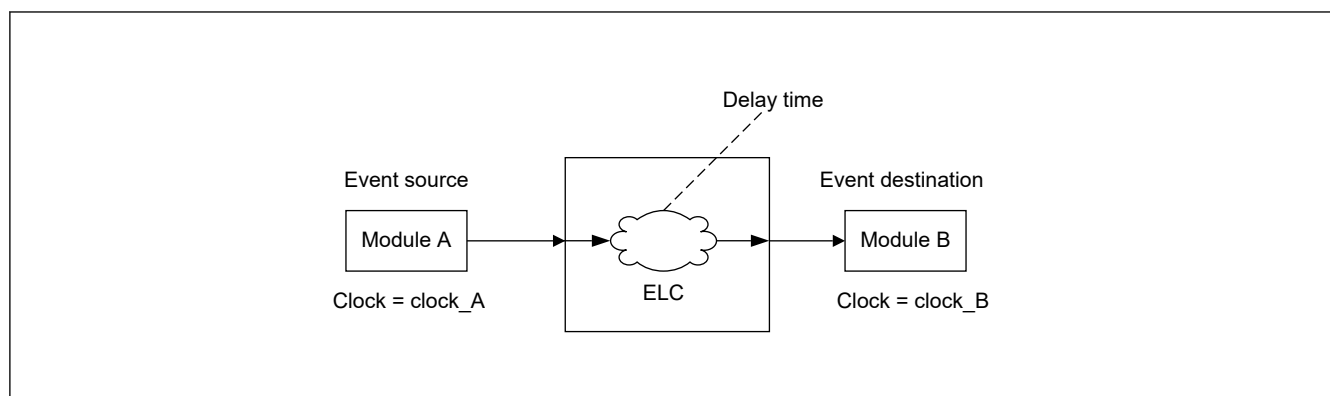 Delay time
Event source
Event destination
Module A
Module B
ELC
Clock = clock_A
Clock = clock_B